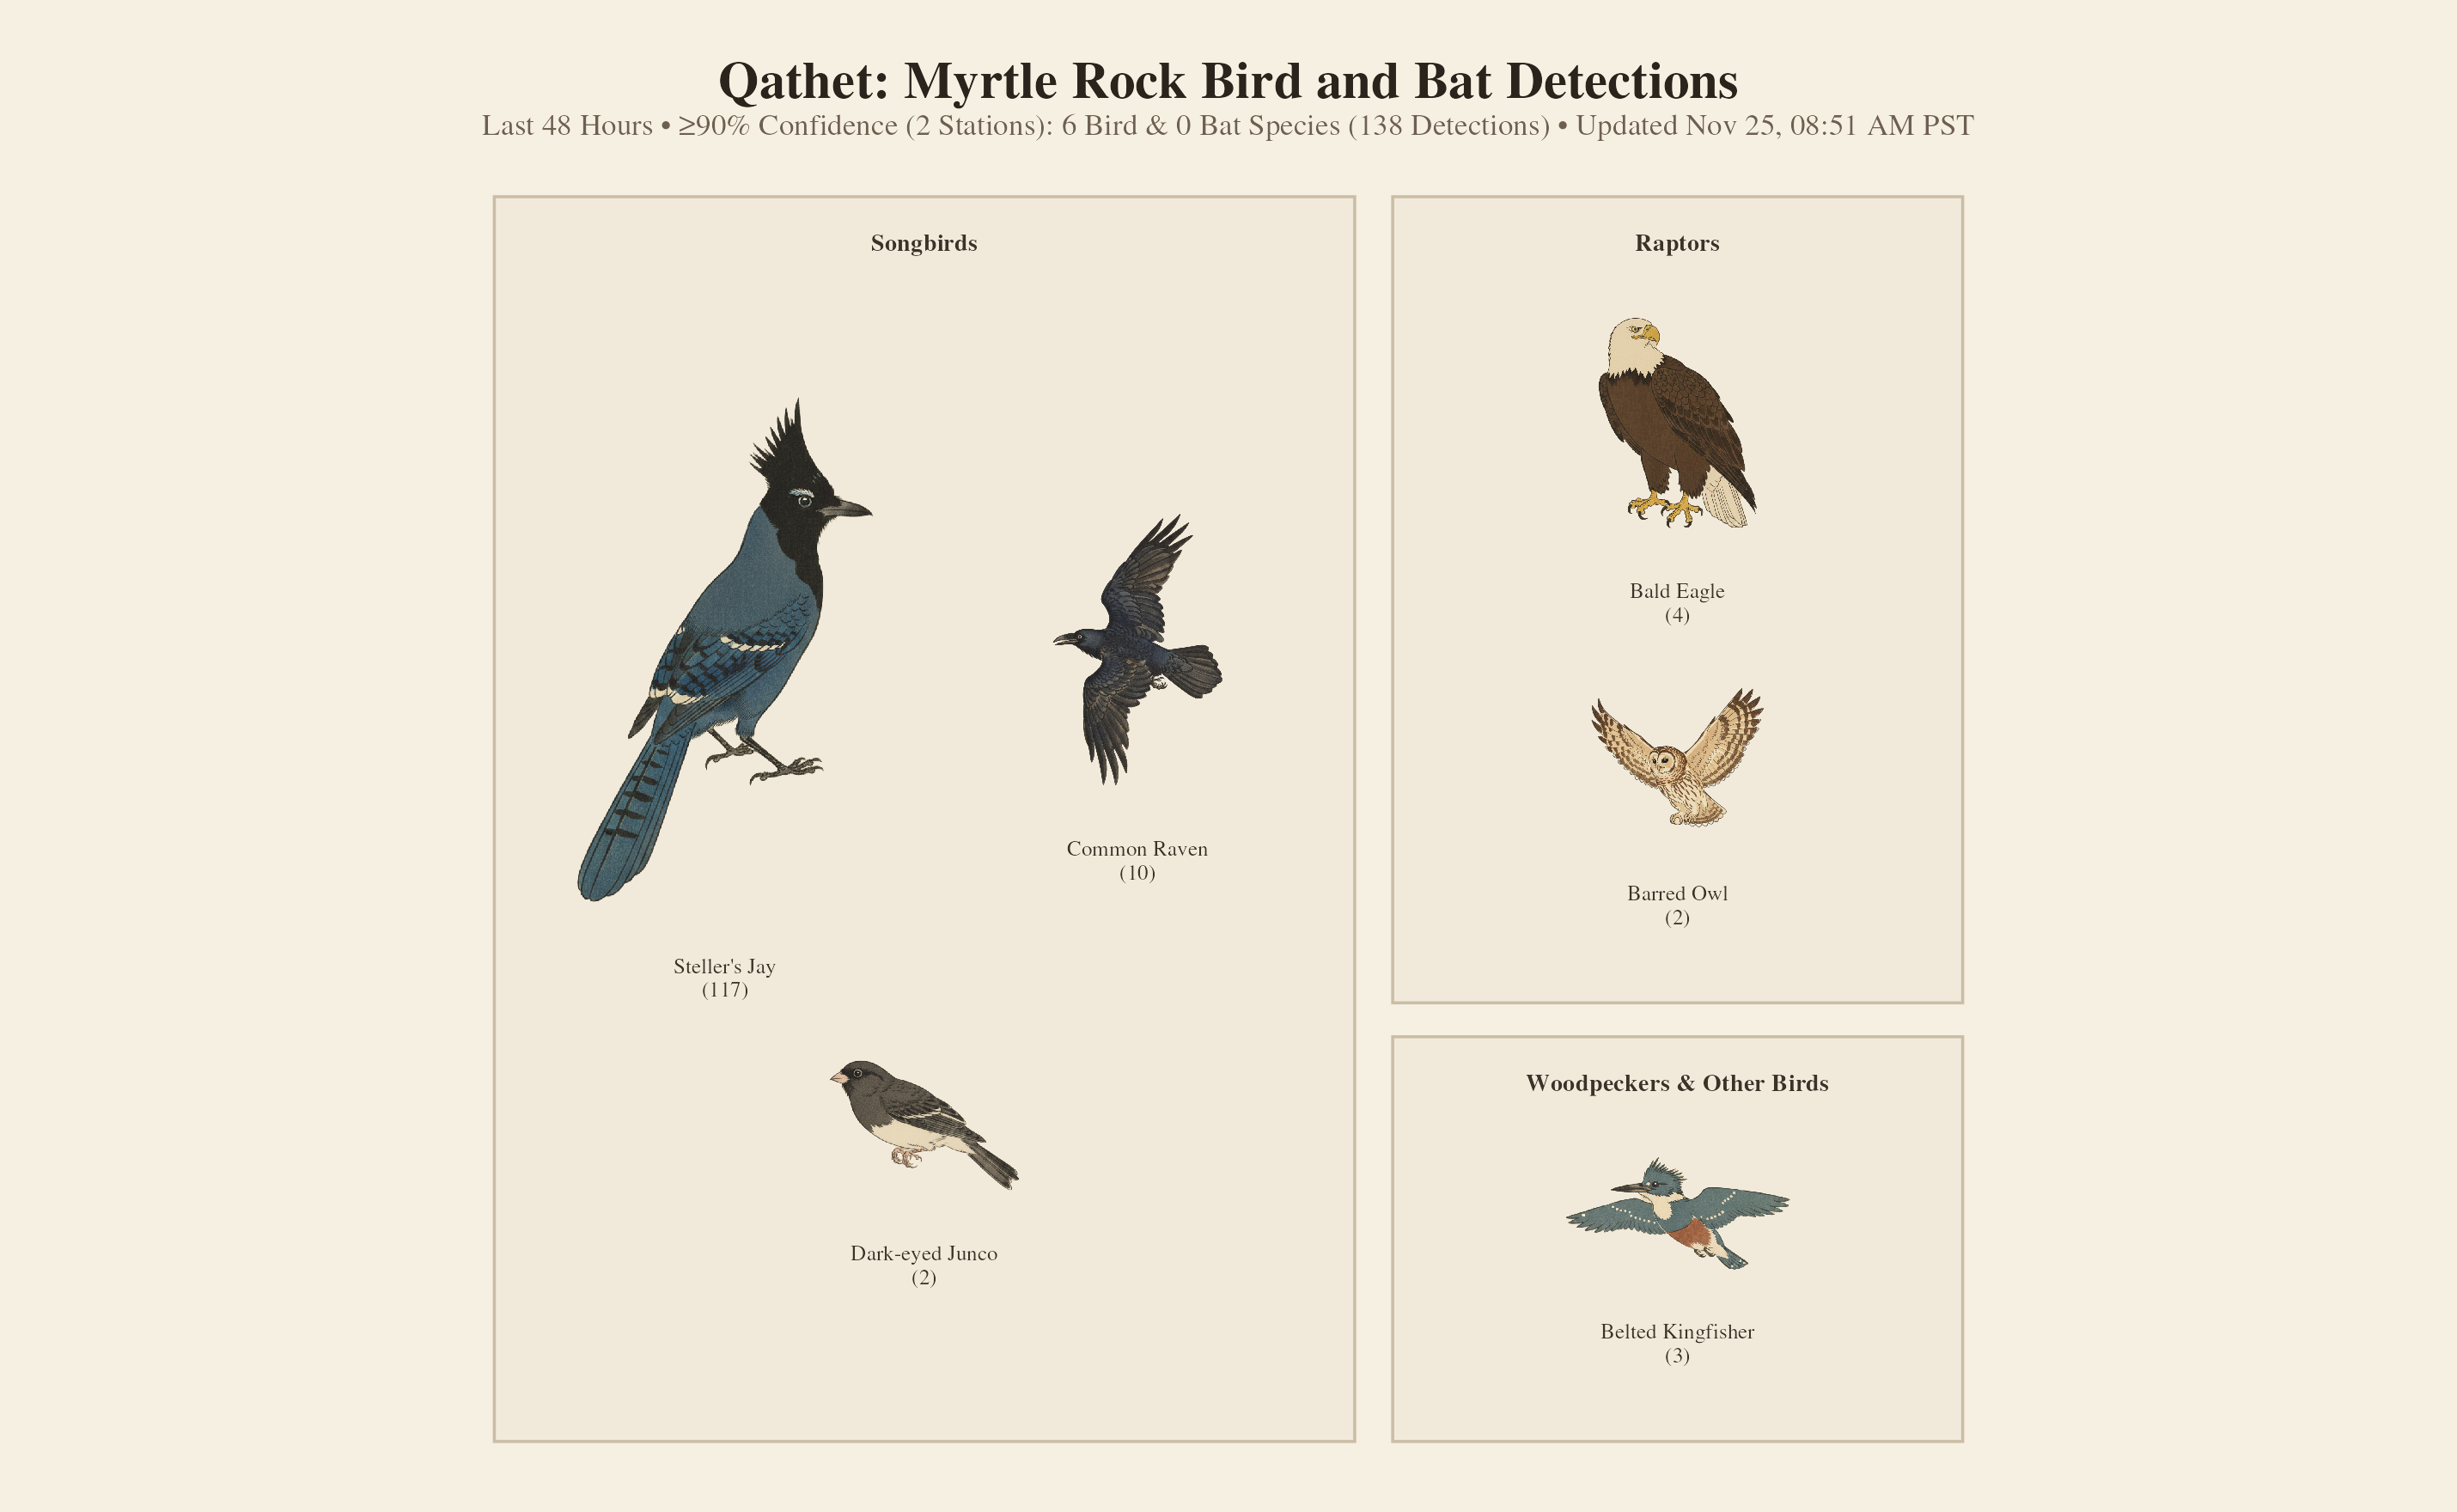 Qathet: Myrtle Rock Bird and Bat Detections
Last 48 Hours • ≥90% Confidence (2 Stations): 6 Bird & 0 Bat Species (138 Detections) • Updated Nov 25, 08:51 AM PST
Songbirds
Steller's Jay
(117)
Common Raven
(10)
Dark-eyed Junco
(2)
Raptors
Bald Eagle
(4)
Barred Owl
(2)
Woodpeckers & Other Birds
Belted Kingfisher
(3)